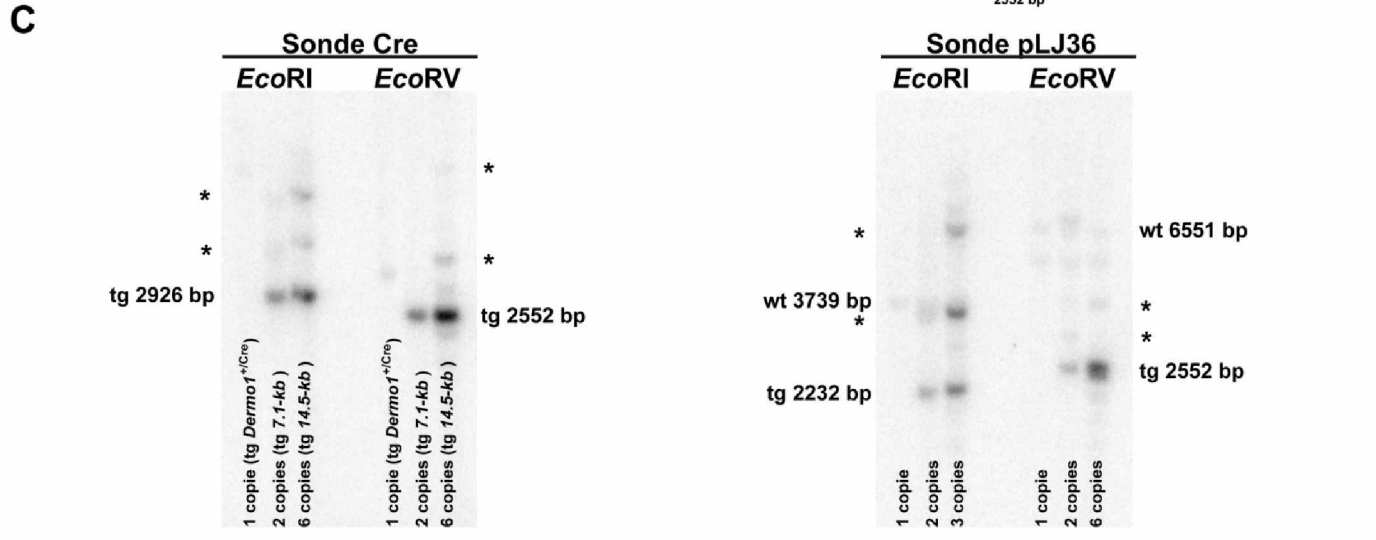 C
2552 bp
Sonde Cre
EcoRI EcoRV
*
*
tg 2926 bp
*
*
tg 2552 bp
1 copie (tg Dermo1+/Cre)
2 copies (tg 7.1-kb )
6 copies (tg 14.5-kb )
1 copie (tg Dermo1+/Cre)
2 copies (tg 7.1-kb )
6 copies (tg 14.5-kb )
Sonde pLJ36
EcoRI EcoRV
*
wt 3739 bp
*
tg 2232 bp
wt 6551 bp
*
*
tg 2552 bp
1 copie
2 copies
3 copies
1 copie
2 copies
6 copies